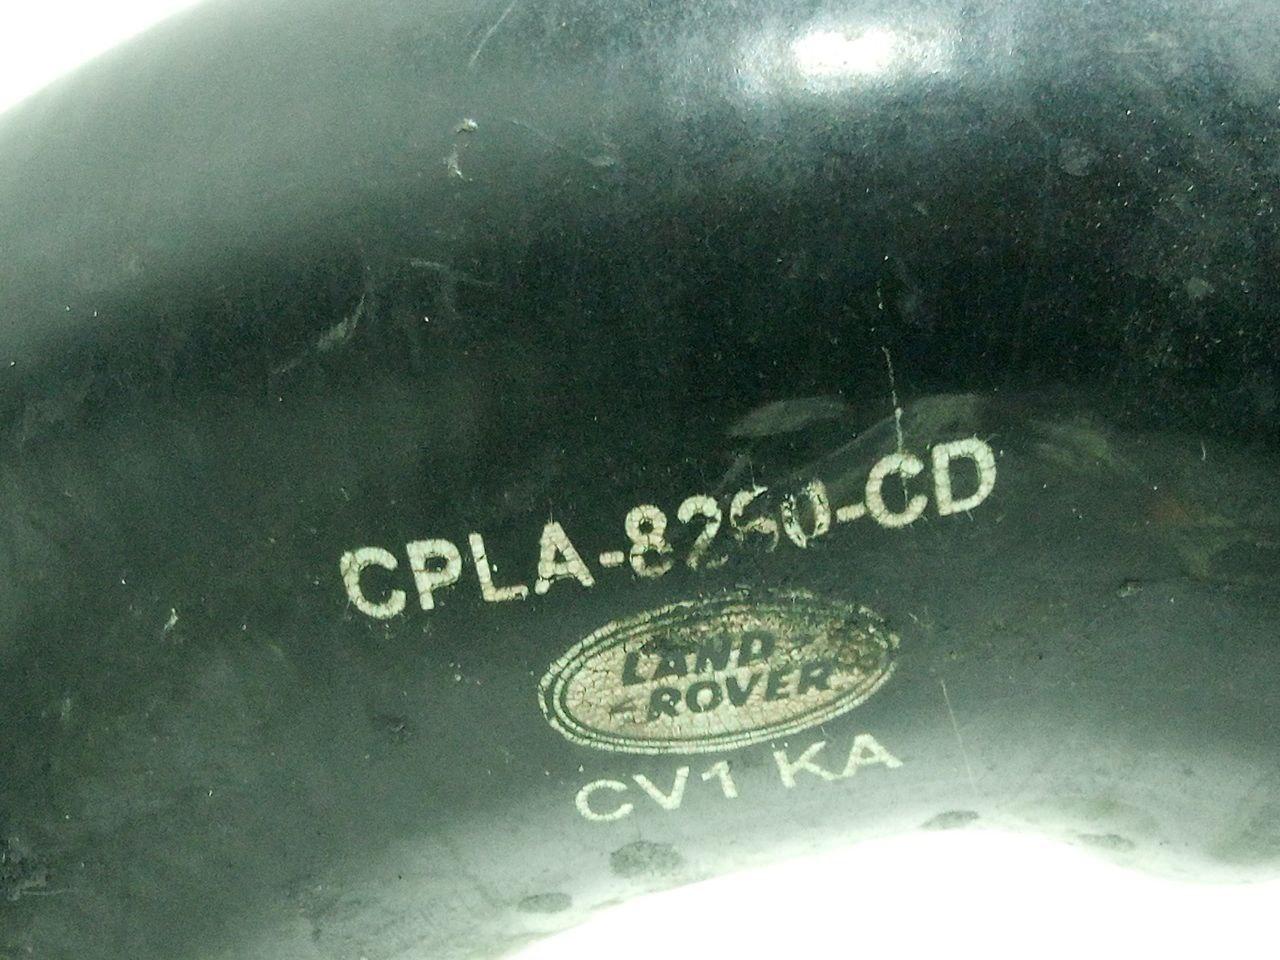 CPLA-8260-CD
LAND
ROVER
CV1 KA